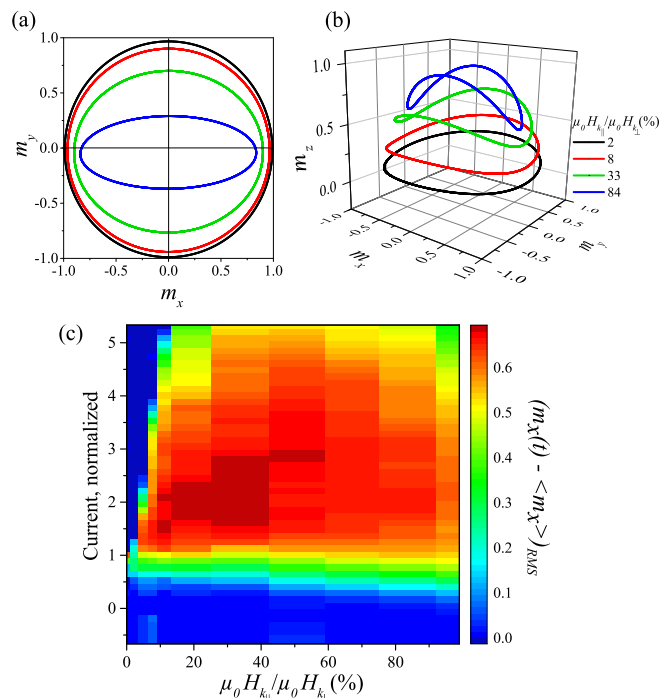 (a)
1.0
0.5
0.0
-0.5
-1.0
-1.0 -0.5 0.0 0.5 1.0
m_y
m_x
(b)
1.0
0.5
0.0
m_z
-1.0 -0.5 0.0 0.5 1.0
m_x
-1.0 -0.5 0.0 0.5 1.0
m_y
μ₀H_k∥/μ₀H_k⊥(%)
2
8
33
84
(c)
5
4
3
2
1
0
Current, normalized
0 20 40 60 80
μ₀H_k∥/μ₀H_k⊥(%)
0.6
0.5
0.4
0.3
0.2
0.1
0.0
(m_x(t) - <m_x>)_RMS